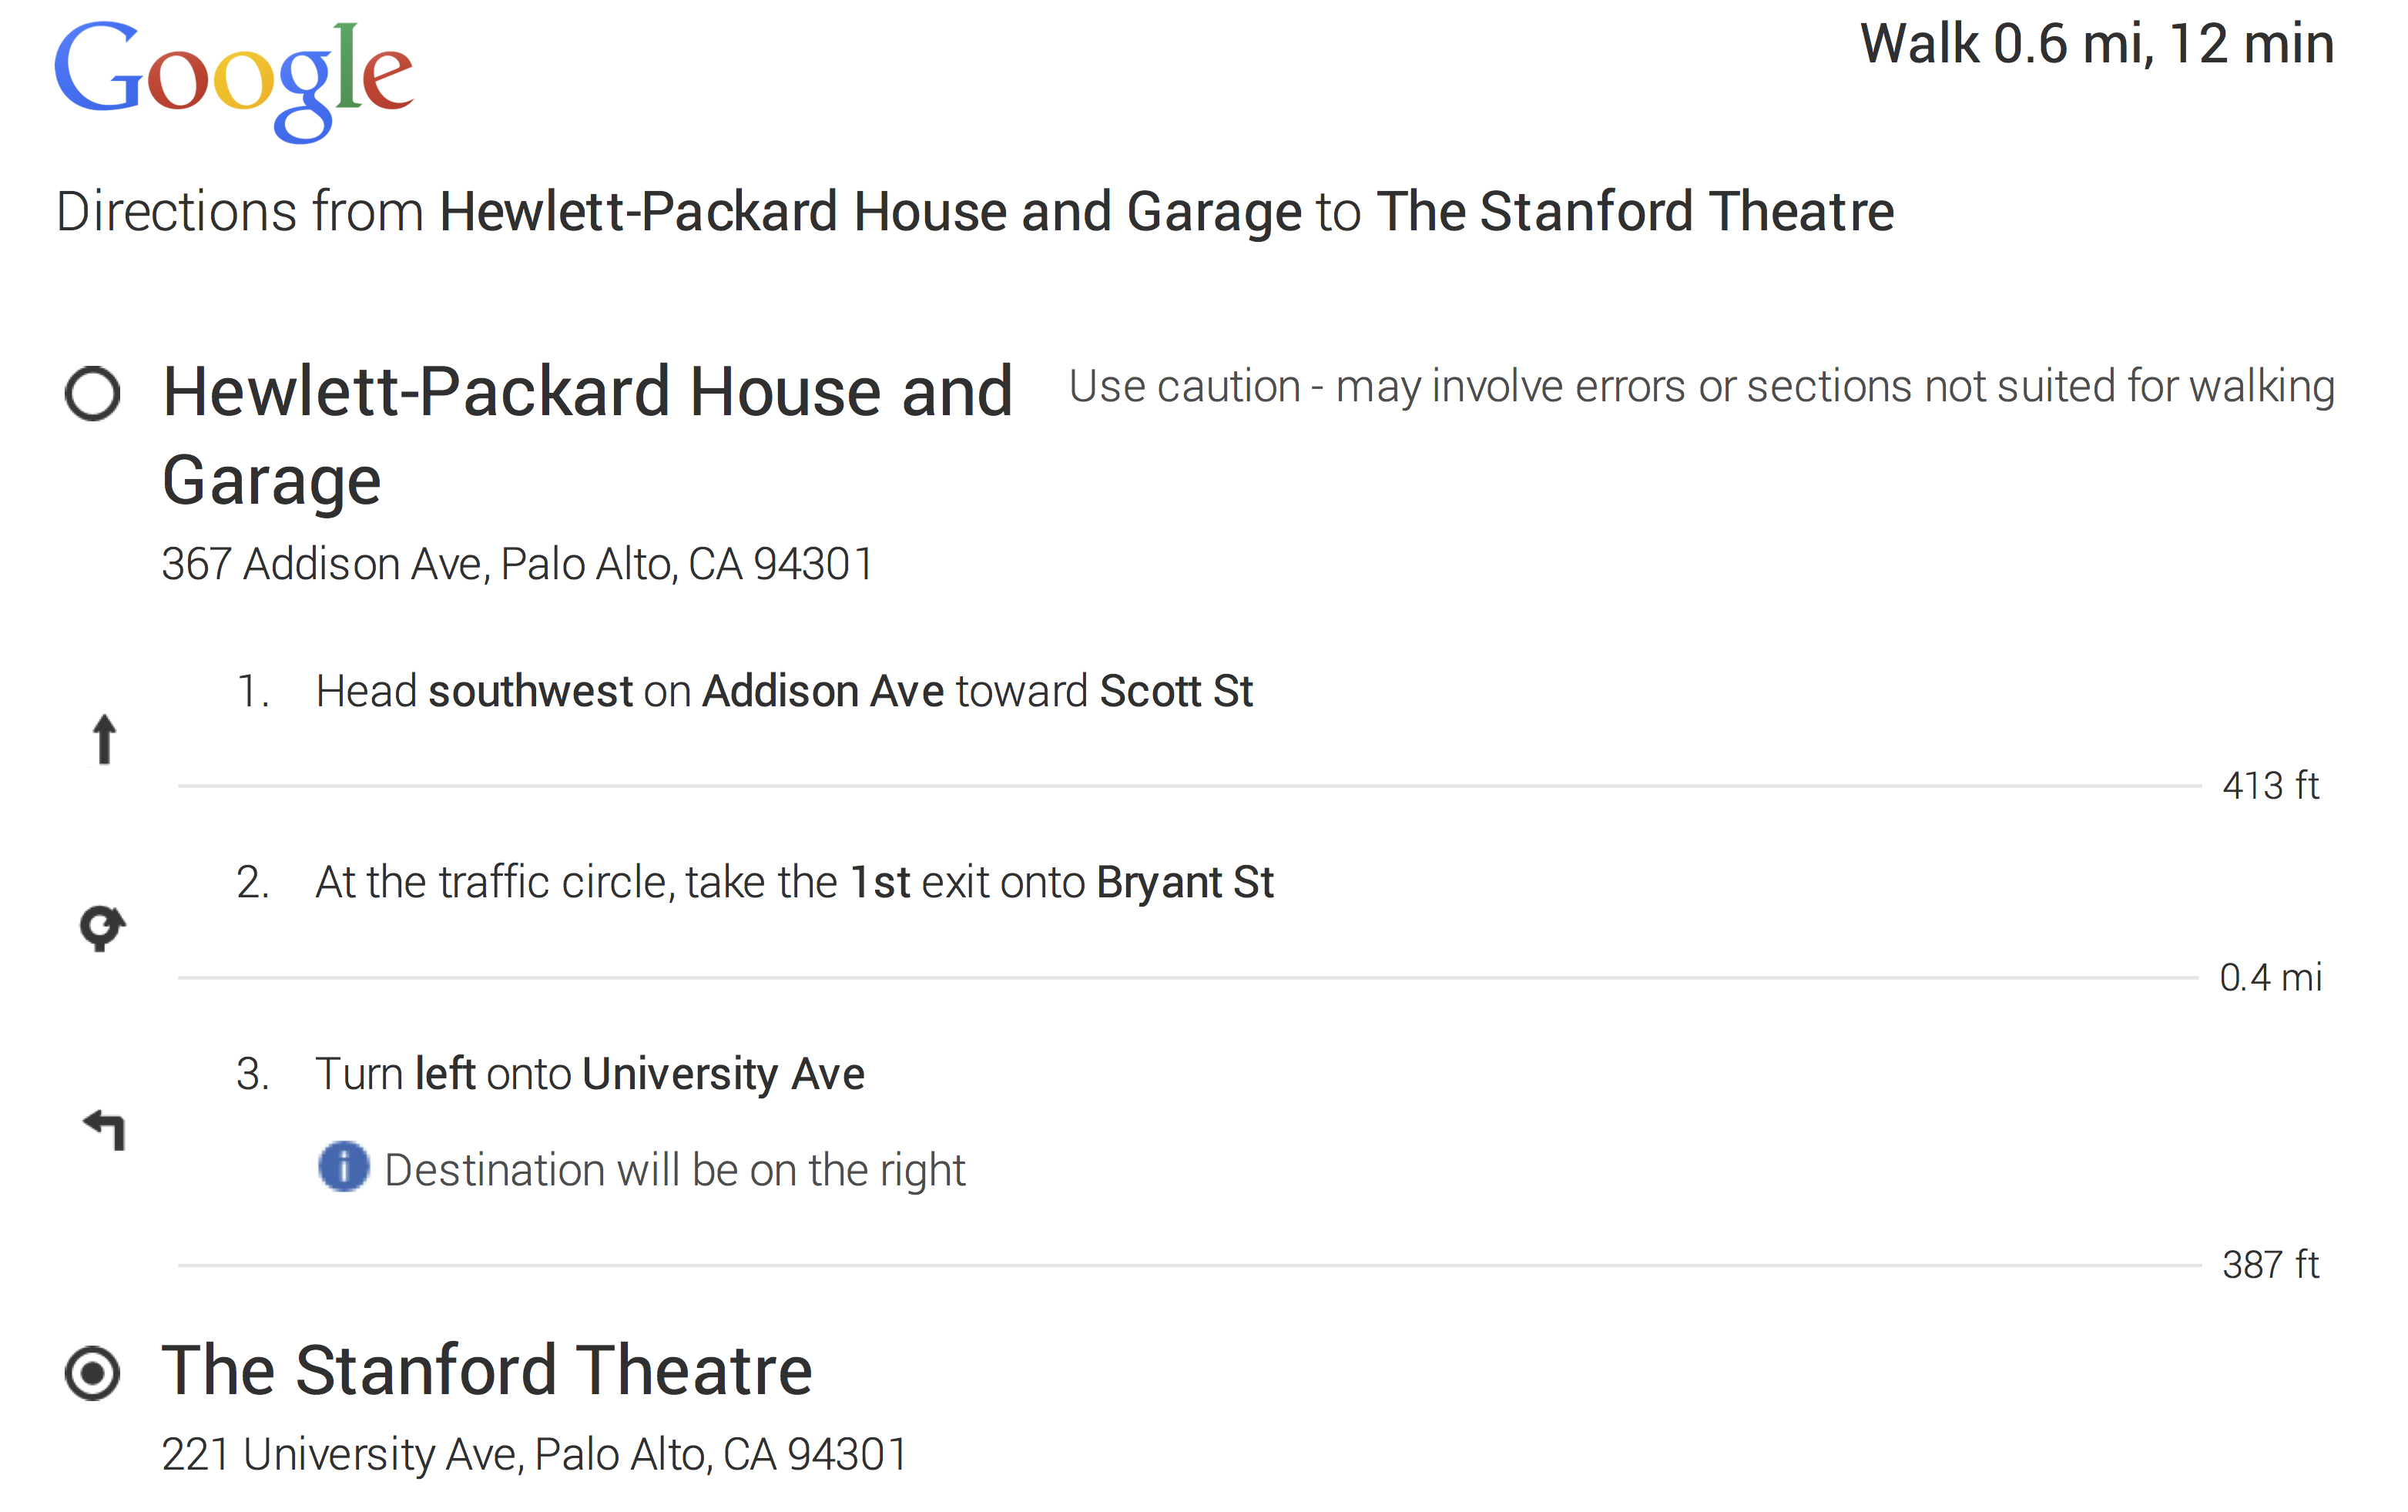 Google
Walk 0.6 mi, 12 min
Directions from Hewlett-Packard House and Garage to The Stanford Theatre
Hewlett-Packard House and
Garage
Use caution - may involve errors or sections not suited for walking
367 Addison Ave, Palo Alto, CA 94301
1. Head southwest on Addison Ave toward Scott St
413 ft
2. At the traffic circle, take the 1st exit onto Bryant St
0.4 mi
3. Turn left onto University Ave
Destination will be on the right
387 ft
The Stanford Theatre
221 University Ave, Palo Alto, CA 94301